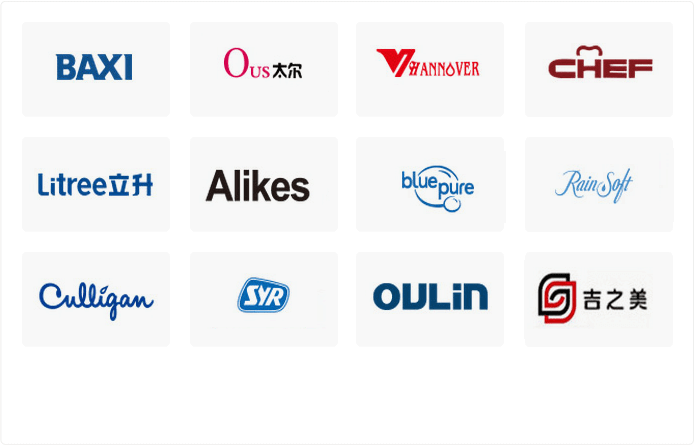 BAXI
OUS太尔
HANNOVER
CHEF
Litree立升
Alikes
bluepure
RainSoft
Culligan
SYR
OULIN
吉之美